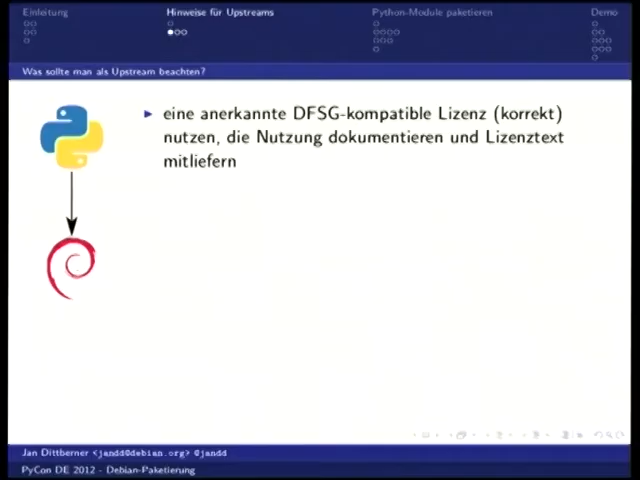 Einleitung Hinweise für Upstreams Python-Module paketieren Demo
Was sollte man als Upstream beachten?
eine anerkannte DFSG-kompatible Lizenz (korrekt)
nutzen, die Nutzung dokumentieren und Lizenztext
mitliefern
Jan Dittberner <jandd@debian.org> @jandd
PyCon DE 2012 - Debian-Paketierung